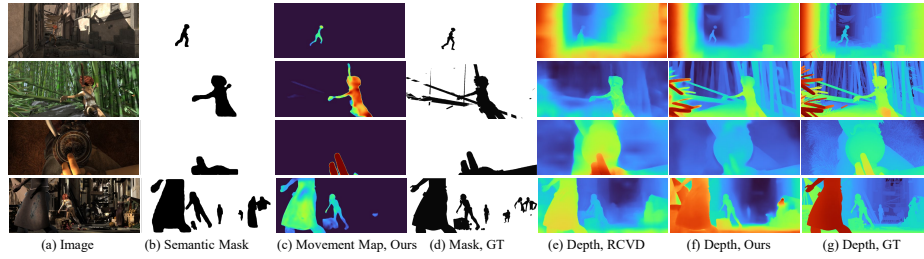 (a) Image
(b) Semantic Mask
(c) Movement Map, Ours
(d) Mask, GT
(e) Depth, RCVD
(f) Depth, Ours
(g) Depth, GT